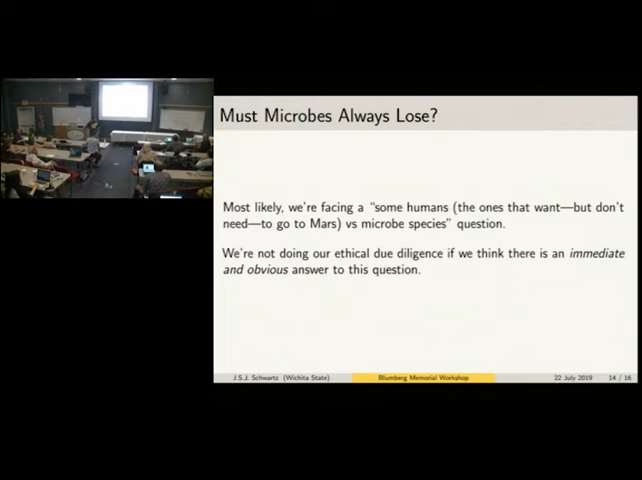 Must Microbes Always Lose?
Most likely, we're facing a “some humans (the ones that want—but don't
need—to go to Mars) vs microbe species” question.
We're not doing our ethical due diligence if we think there is an immediate
and obvious answer to this question.
J.S.J. Schwartz (Wichita State)
Blumberg Memorial Workshop
22 July 2019
14 / 16